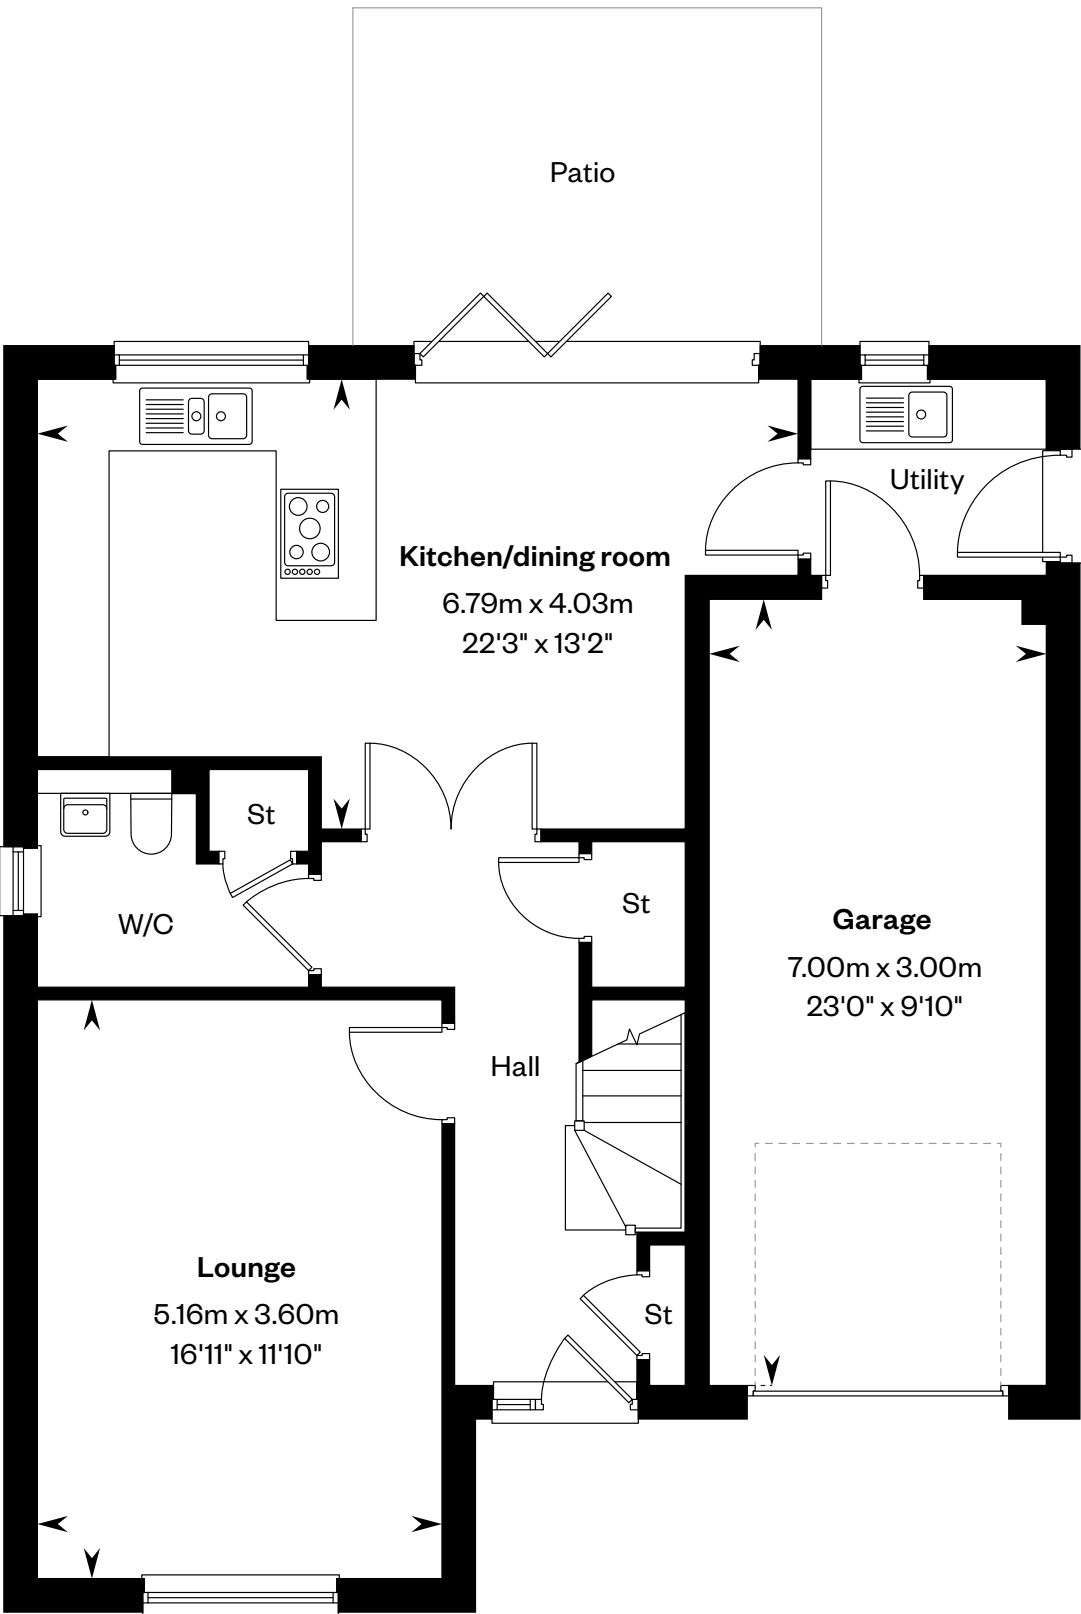 Patio
Utility
Kitchen/dining room
6.79m x 4.03m
22'3" x 13'2"
St
W/C
St
Garage
7.00m x 3.00m
23'0" x 9'10"
Hall
Lounge
5.16m x 3.60m
16'11" x 11'10"
St